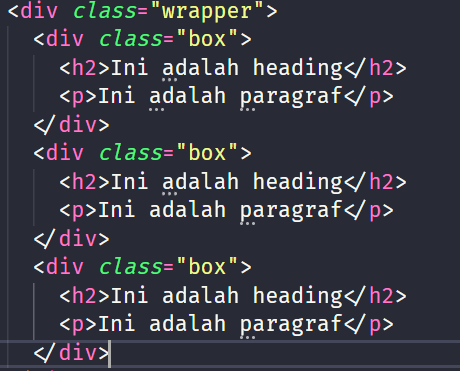 <div class="wrapper">
<div class="box">
<h2>Ini adalah heading</h2>
<p>Ini adalah paragraf</p>
</div>
<div class="box">
<h2>Ini adalah heading</h2>
<p>Ini adalah paragraf</p>
</div>
<div class="box">
<h2>Ini adalah heading</h2>
<p>Ini adalah paragraf</p>
</div>